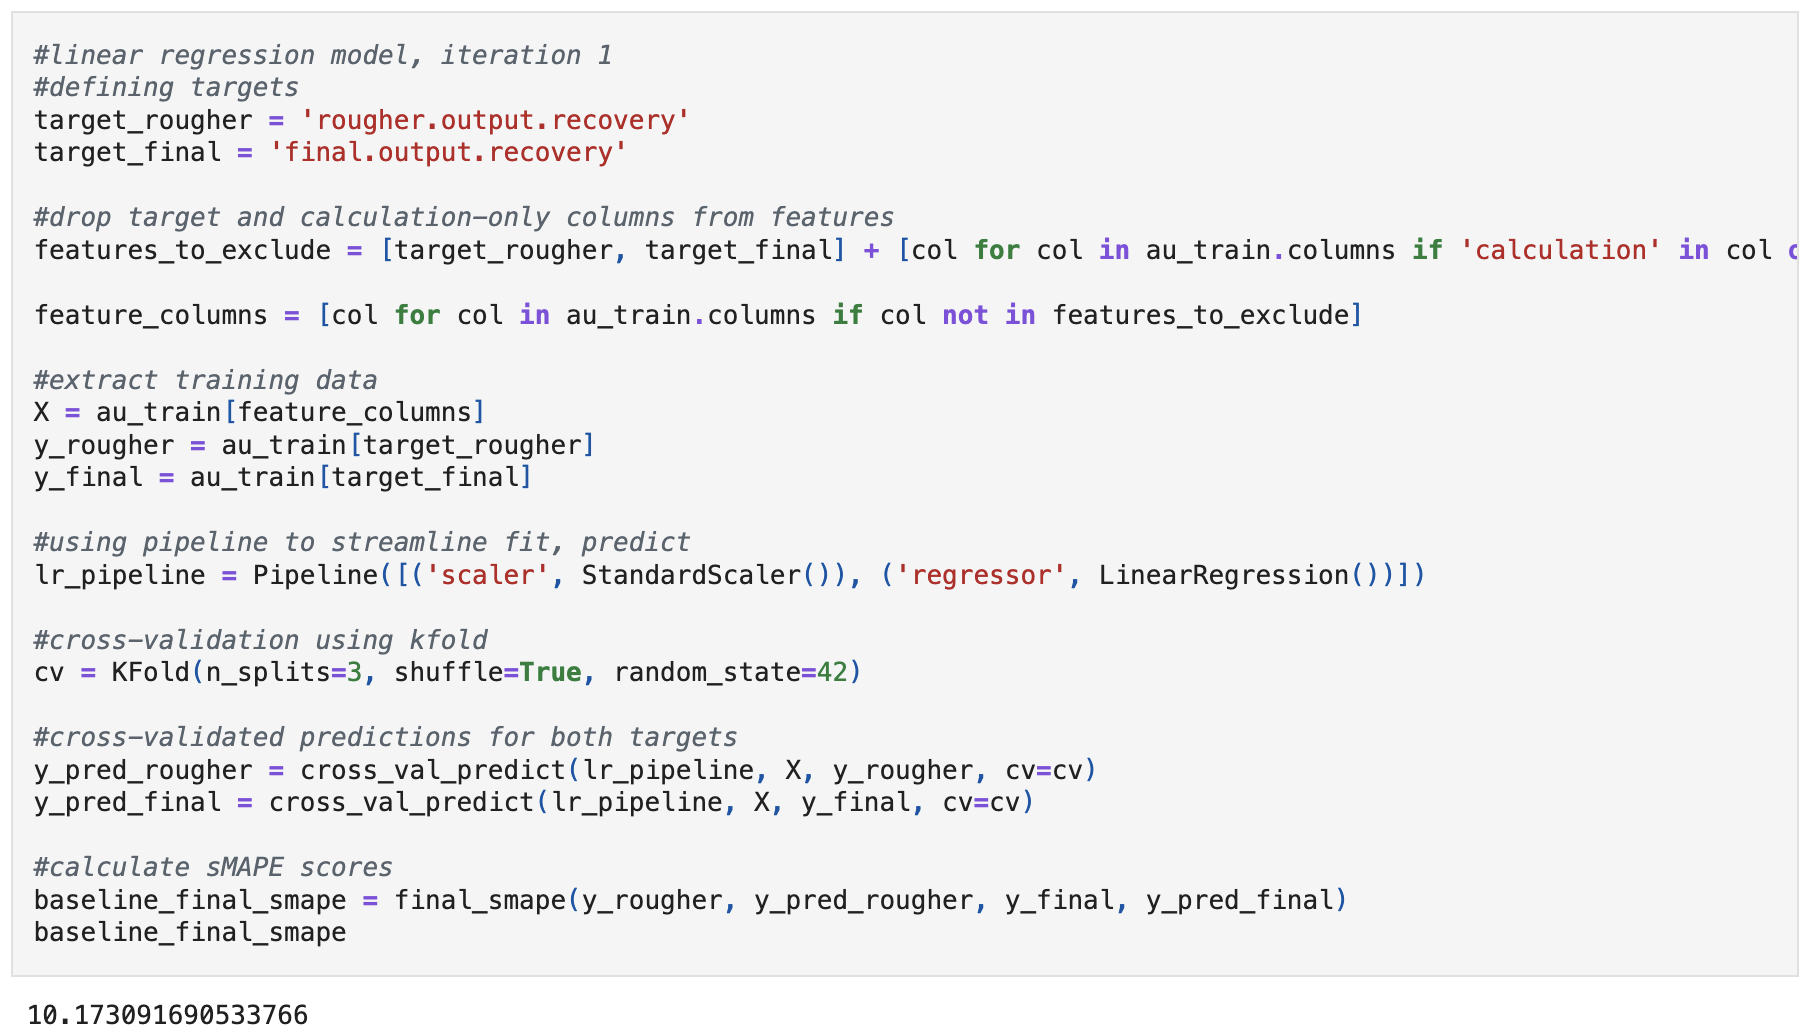 #linear regression model, iteration 1
#defining targets
target_rougher = 'rougher.output.recovery'
target_final = 'final.output.recovery'
#drop target and calculation-only columns from features
features_to_exclude = [target_rougher, target_final] + [col for col in au_train.columns if 'calculation' in col
feature_columns = [col for col in au_train.columns if col not in features_to_exclude]
#extract training data
X = au_train[feature_columns]
y_rougher = au_train[target_rougher]
y_final = au_train[target_final]
#using pipeline to streamline fit, predict
lr_pipeline = Pipeline([('scaler', StandardScaler()), ('regressor', LinearRegression())])
#cross-validation using kfold
cv = KFold(n_splits=3, shuffle=True, random_state=42)
#cross-validated predictions for both targets
y_pred_rougher = cross_val_predict(lr_pipeline, X, y_rougher, cv=cv)
y_pred_final = cross_val_predict(lr_pipeline, X, y_final, cv=cv)
#calculate sMAPE scores
baseline_final_smape = final_smape(y_rougher, y_pred_rougher, y_final, y_pred_final)
baseline_final_smape
10.173091690533766